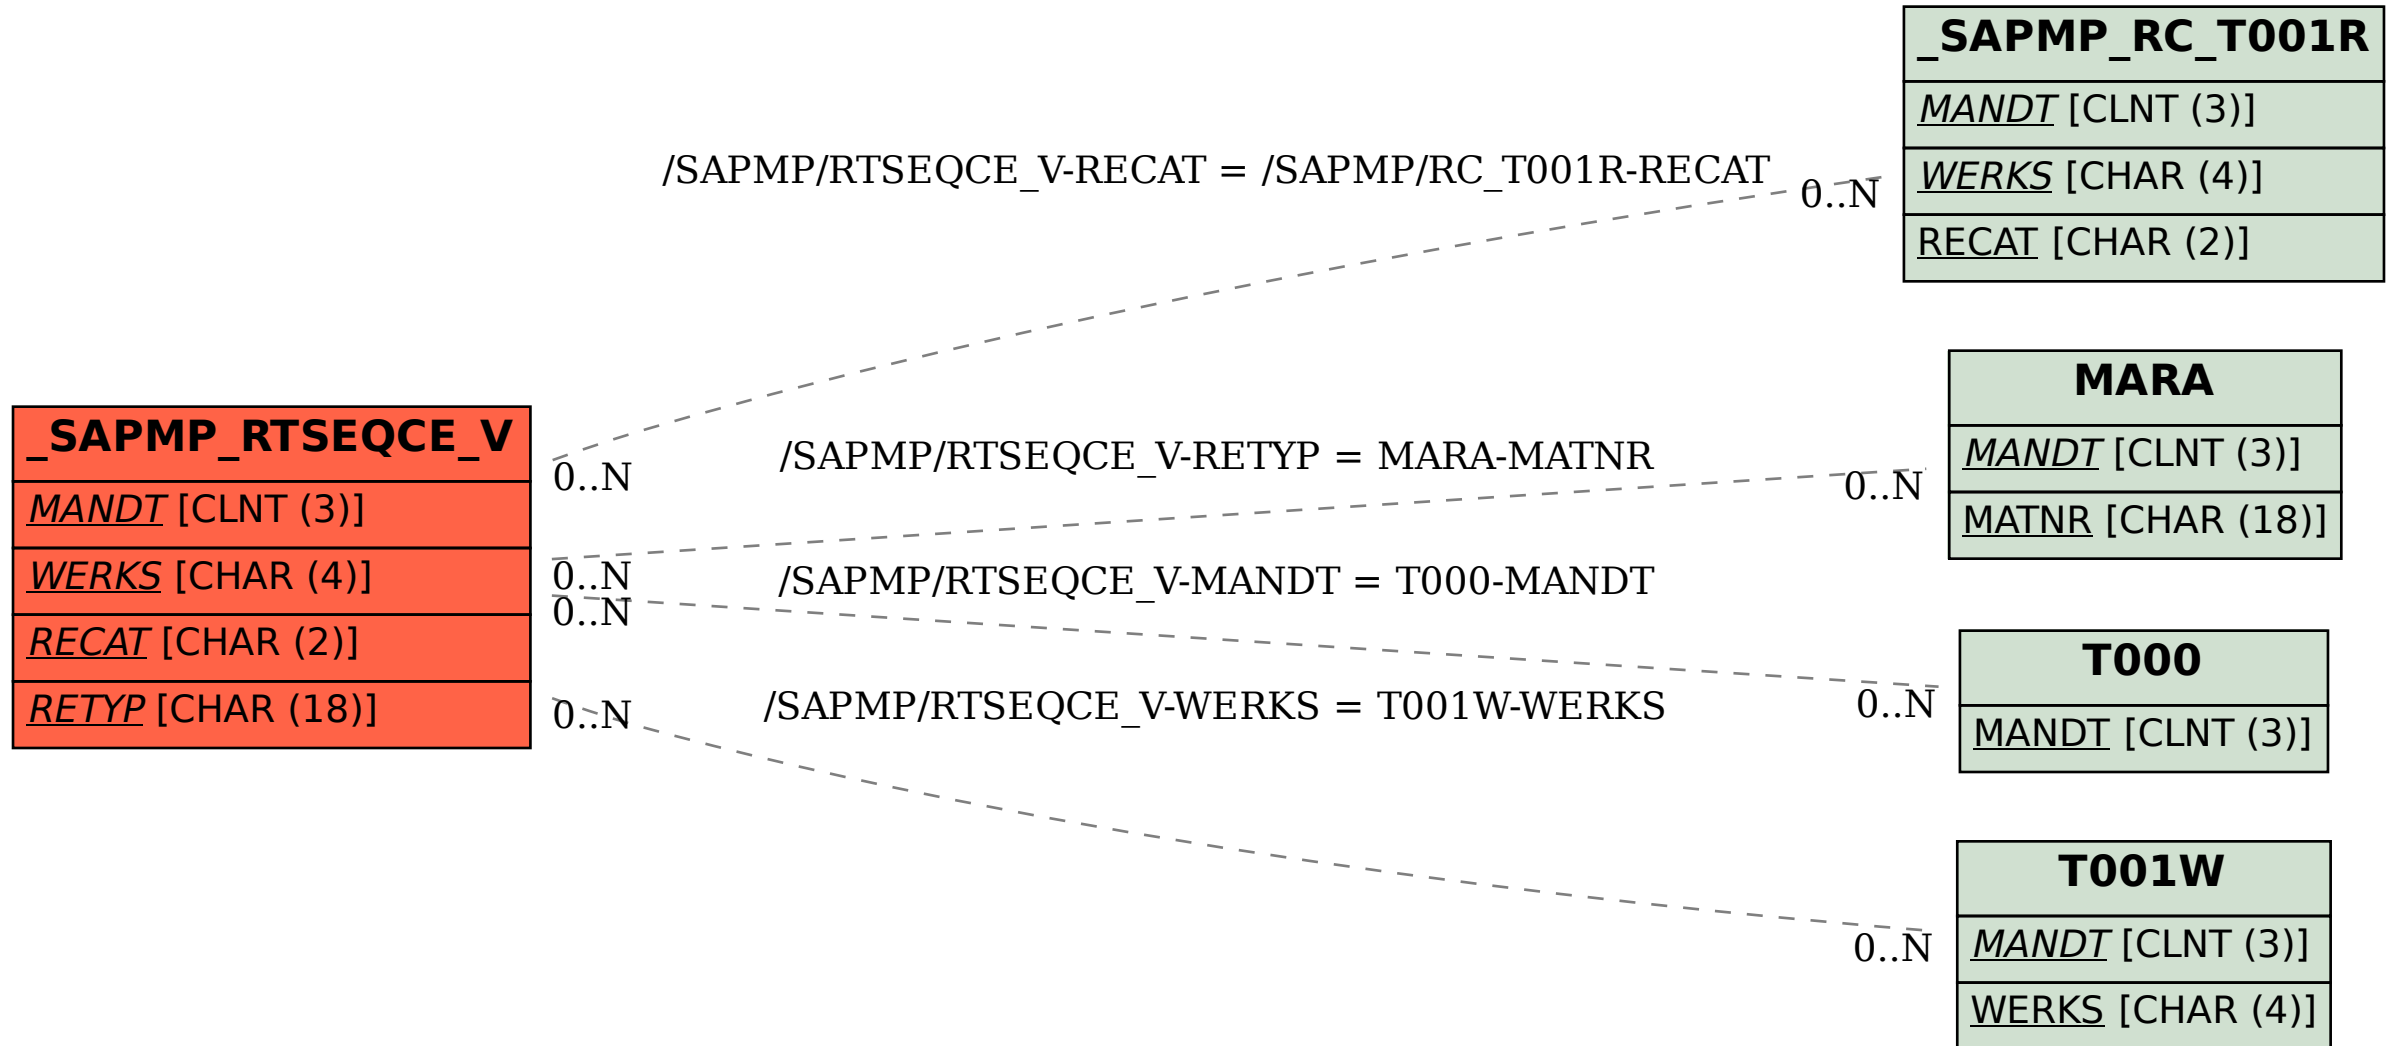 _SAPMP_RC_T001R
MANDT [CLNT (3)]
WERKS [CHAR (4)]
RECAT [CHAR (2)]
/SAPMP/RTSEQCE_V-RECAT = /SAPMP/RC_T001R-RECAT
0..N
0..N
_SAPMP_RTSEQCE_V
MANDT [CLNT (3)]
WERKS [CHAR (4)]
RECAT [CHAR (2)]
RETYP [CHAR (18)]
/SAPMP/RTSEQCE_V-RETYP = MARA-MATNR
0..N
0..N
MARA
MANDT [CLNT (3)]
MATNR [CHAR (18)]
/SAPMP/RTSEQCE_V-MANDT = T000-MANDT
0..N
0..N
T000
MANDT [CLNT (3)]
/SAPMP/RTSEQCE_V-WERKS = T001W-WERKS
0..N
0..N
T001W
MANDT [CLNT (3)]
WERKS [CHAR (4)]